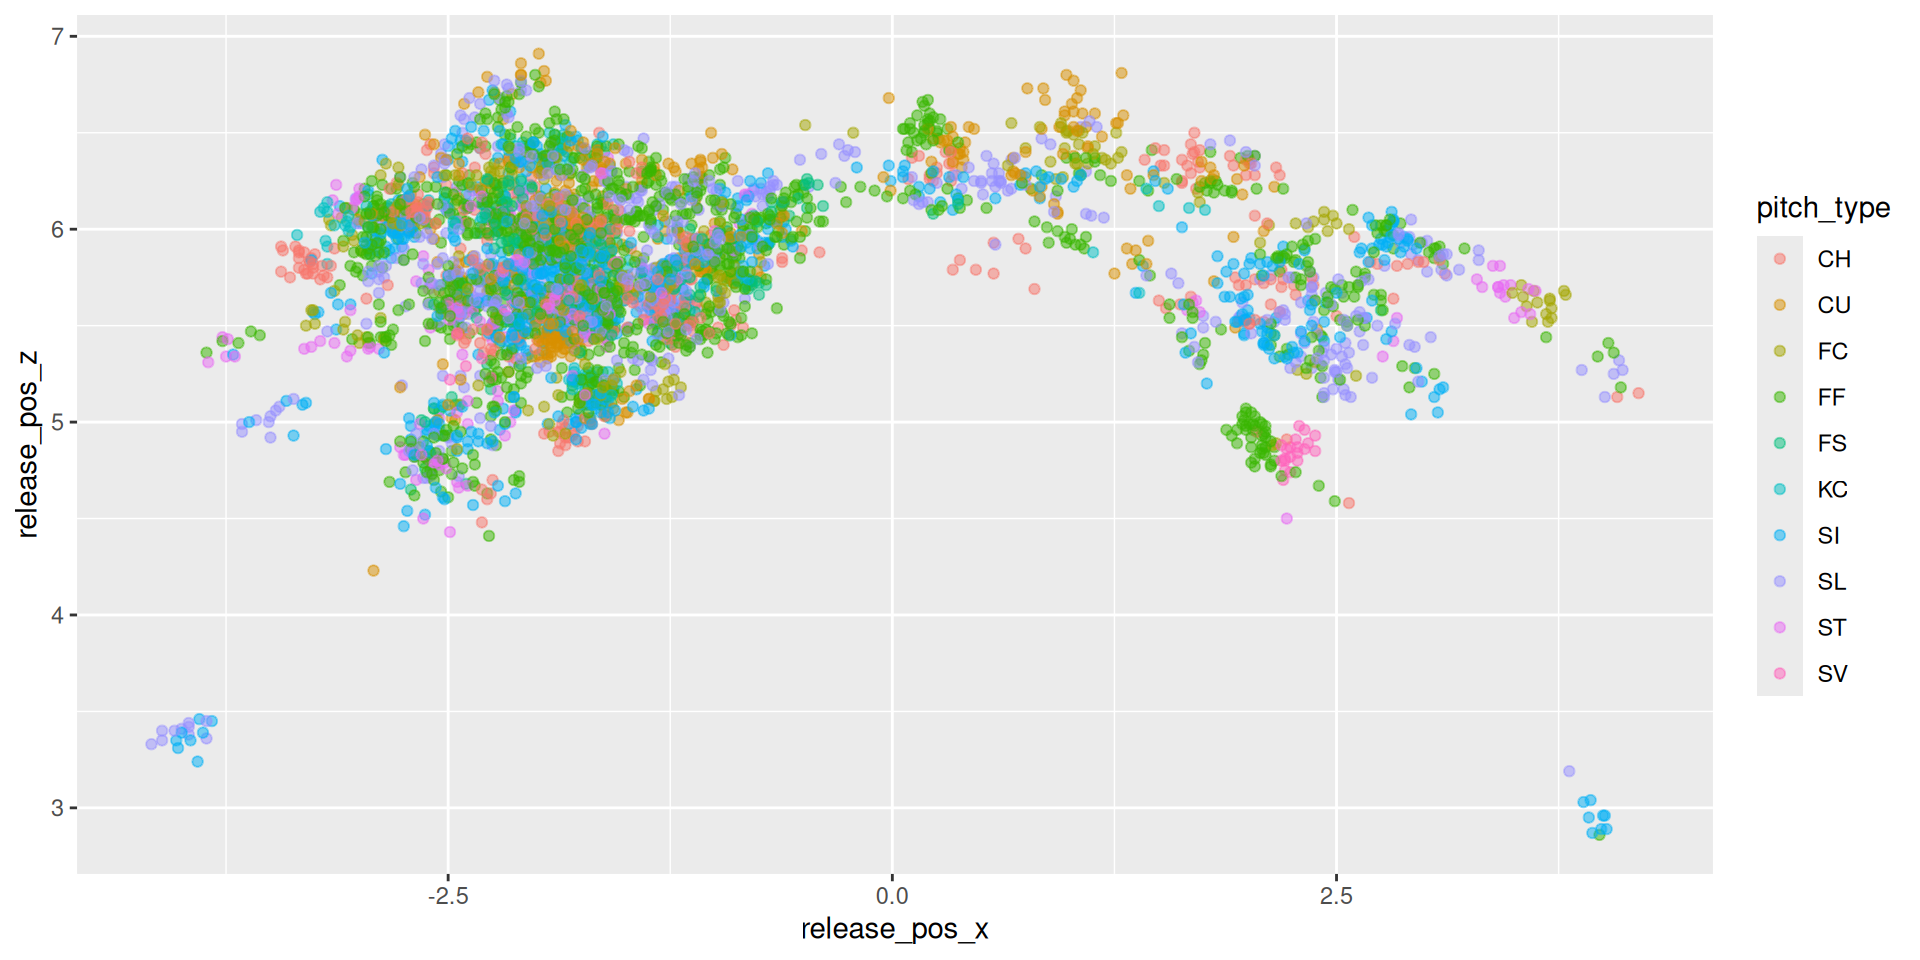 7
6
5
4
3
release_pos_z
-2.5 0.0 2.5
release_pos_x
pitch_type
CH
CU
FC
FF
FS
KC
SI
SL
ST
SV